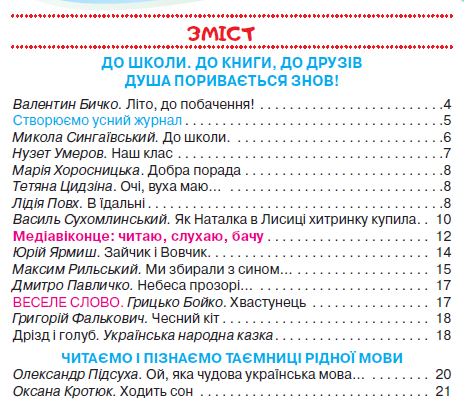 ЗМІСТ
ДО ШКОЛИ. ДО КНИГИ, ДО ДРУЗІВ
ДУША ПОРИВАЄТЬСЯ ЗНОВ!
Валентин Бичко. Літо, до побачення! . . . . . . . . . . . . . . . . . . . . . . . .4
Створюємо усний журнал . . . . . . . . . . . . . . . . . . . . . . . . . . . . . . . . .5
Микола Сингаївський. До школи. . . . . . . . . . . . . . . . . . . . . . . . . . . .6
Нузет Умеров. Наш клас . . . . . . . . . . . . . . . . . . . . . . . . . . . . . . . . . .7
Марія Хоросницька. Добра порада . . . . . . . . . . . . . . . . . . . . . . . . . .8
Тетяна Цидзіна. Очі, вуха маю... . . . . . . . . . . . . . . . . . . . . . . . . . . . .8
Лідія Повх. В їдальні . . . . . . . . . . . . . . . . . . . . . . . . . . . . . . . . . . . . .8
Василь Сухомлинський. Як Наталка в Лисиці хитринку купила. . 10
Медіавіконце: читаю, слухаю, бачу . . . . . . . . . . . . . . . . . . . . . . 12
Юрій Ярмиш. Зайчик і Вовчик. . . . . . . . . . . . . . . . . . . . . . . . . . . . 14
Максим Рильський. Ми збирали з сином... . . . . . . . . . . . . . . . . . 15
Дмитро Павличко. Небеса прозорі... . . . . . . . . . . . . . . . . . . . . . . 17
ВЕСЕЛЕ СЛОВО. Грицько Бойко. Хвастунець . . . . . . . . . . . . . . . 17
Григорій Фалькович. Чесний кіт . . . . . . . . . . . . . . . . . . . . . . . . . . 18
Дрізд і голуб. Українська народна казка . . . . . . . . . . . . . . . . . . . 18
ЧИТАЄМО І ПІЗНАЄМО ТАЄМНИЦІ РІДНОЇ МОВИ
Олександр Підсуха. Ой, яка чудова українська мова... . . . . . . . . 20
Оксана Кротюк. Ходить сон . . . . . . . . . . . . . . . . . . . . . . . . . . . . . 21